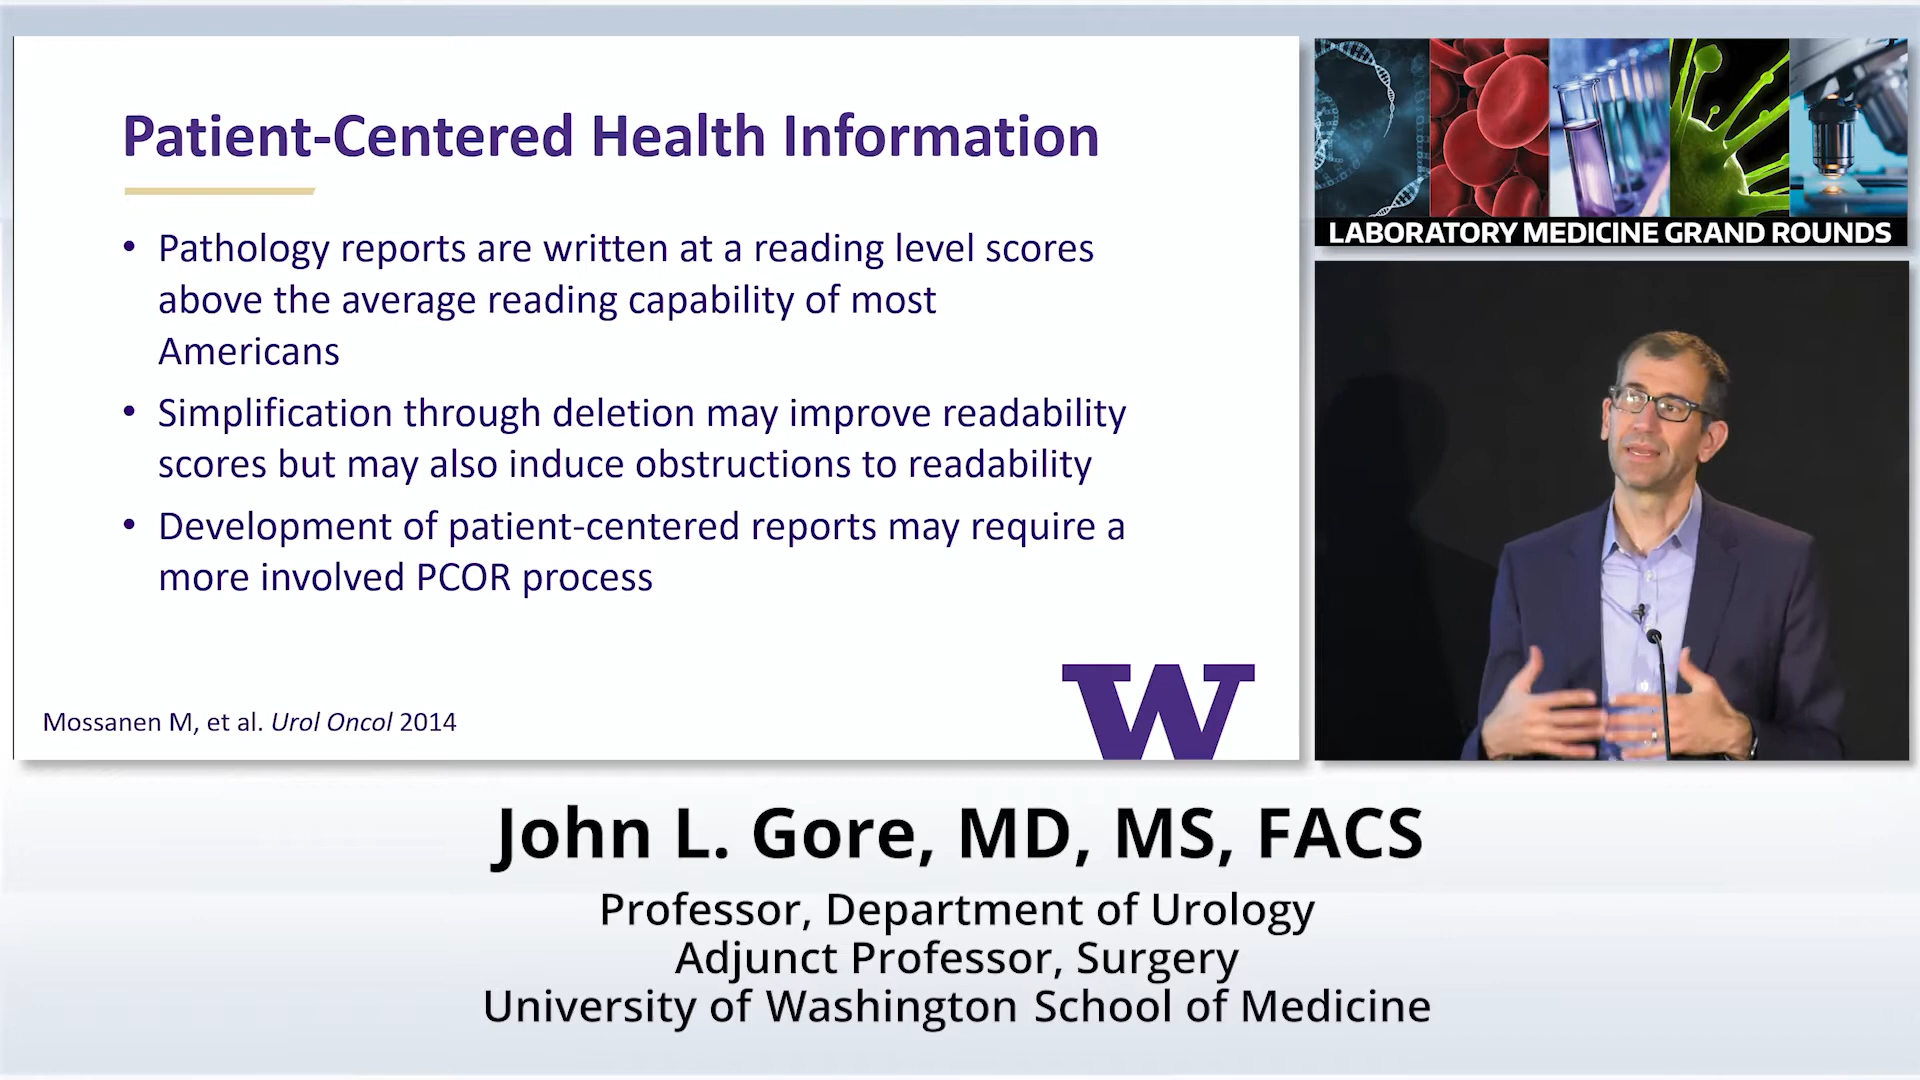 Patient-Centered Health Information
• Pathology reports are written at a reading level scores
above the average reading capability of most
Americans
• Simplification through deletion may improve readability
scores but may also induce obstructions to readability
• Development of patient-centered reports may require a
more involved PCOR process
Mossanen M, et al. Urol Oncol 2014
W
LABORATORY MEDICINE GRAND ROUNDS
John L. Gore, MD, MS, FACS
Professor, Department of Urology
Adjunct Professor, Surgery
University of Washington School of Medicine